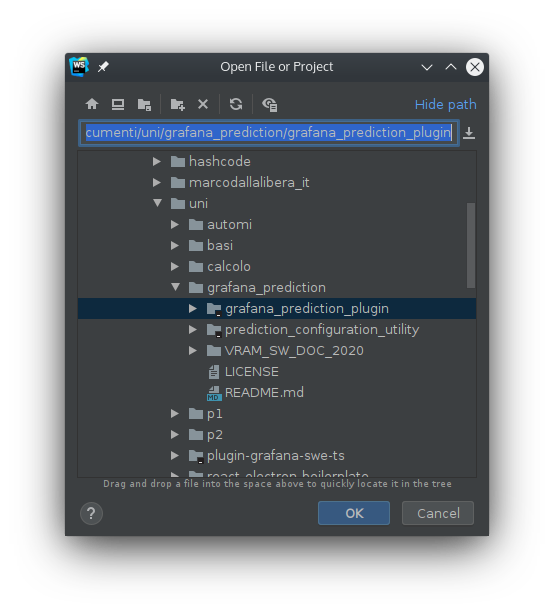 WS
Open File or Project
Hide path
cumenti/uni/grafana_prediction/grafana_prediction_plugin
hashcode
marcodallalibera_it
uni
automi
basi
calcolo
grafana_prediction
grafana_prediction_plugin
prediction_configuration_utility
VRAM_SW_DOC_2020
LICENSE
MD README.md
p1
p2
plugin-grafana-swe-ts
react-electron-boilerplate
Drag and drop a file into the space above to quickly locate it in the tree
? OK Cancel